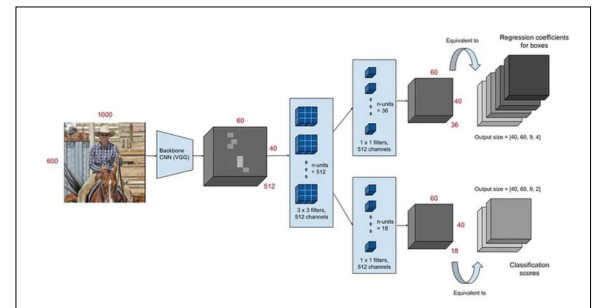 Equivalent to
Regression coefficients
for boxes
60
40
36
n-units
= 36
1 x 1 filters,
512 channels
Output size = [40, 60, 9, 4]
1000
600
Backbone
CNN (VGG)
60
40
512
n-units
= 512
3 x 3 filters,
512 channels
Output size = [40, 60, 9, 2]
60
40
18
n-units
= 18
1 x 1 filters,
512 channels
Classification
scores
Equivalent to